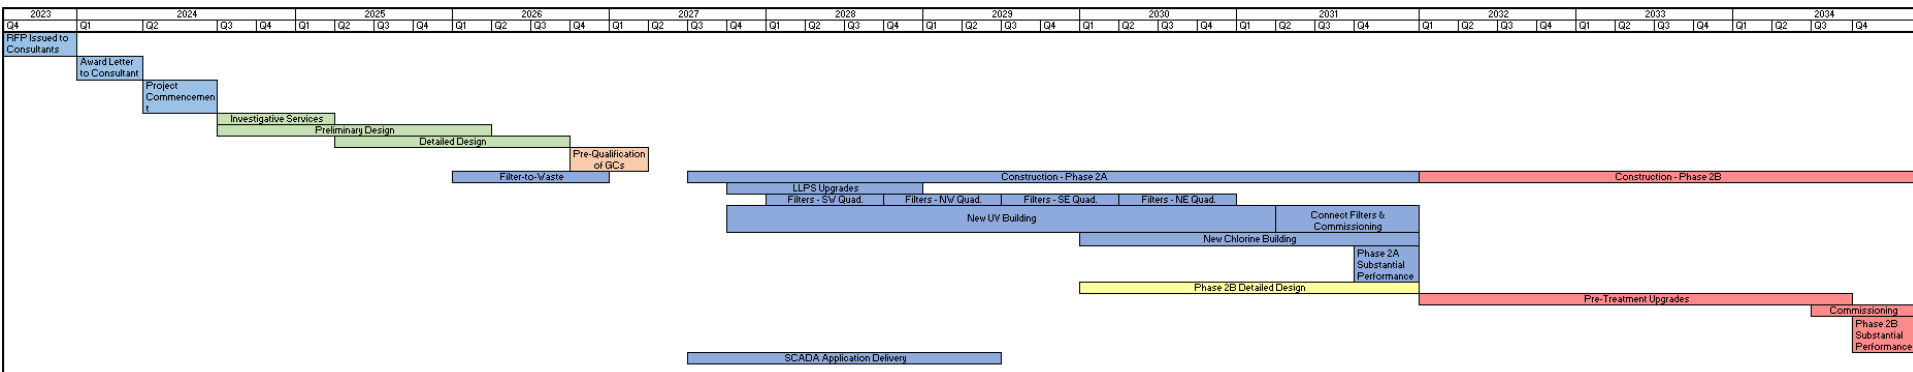 2023 2024 2025 2026 2027 2028 2029 2030 2031 2032 2033 2034
Q4 Q1 Q2 Q3 Q4 Q1 Q2 Q3 Q4 Q1 Q2 Q3 Q4 Q1 Q2 Q3 Q4 Q1 Q2 Q3 Q4 Q1 Q2 Q3 Q4 Q1 Q2 Q3 Q4 Q1 Q2 Q3 Q4 Q1 Q2 Q3 Q4 Q1 Q2 Q3 Q4 Q1 Q2 Q3 Q4
RFP Issued to
Consultants
Award Letter
to Consultant
Project
Commencemen
t
Investigative Services
Preliminary Design
Detailed Design
Pre-Qualification
of GCs
Filter-to-Waste
Construction - Phase 2A
Construction - Phase 2B
LLPS Upgrades
Filters - SW Quad.
Filters - NW Quad.
Filters - SE Quad.
Filters - NE Quad.
New UV Building
Connect Filters &
Commissioning
New Chlorine Building
Phase 2A
Substantial
Performance
Phase 2B Detailed Design
Pre-Treatment Upgrades
Commissioning
Phase 2B
Substantial
Performance
SCADA Application Delivery